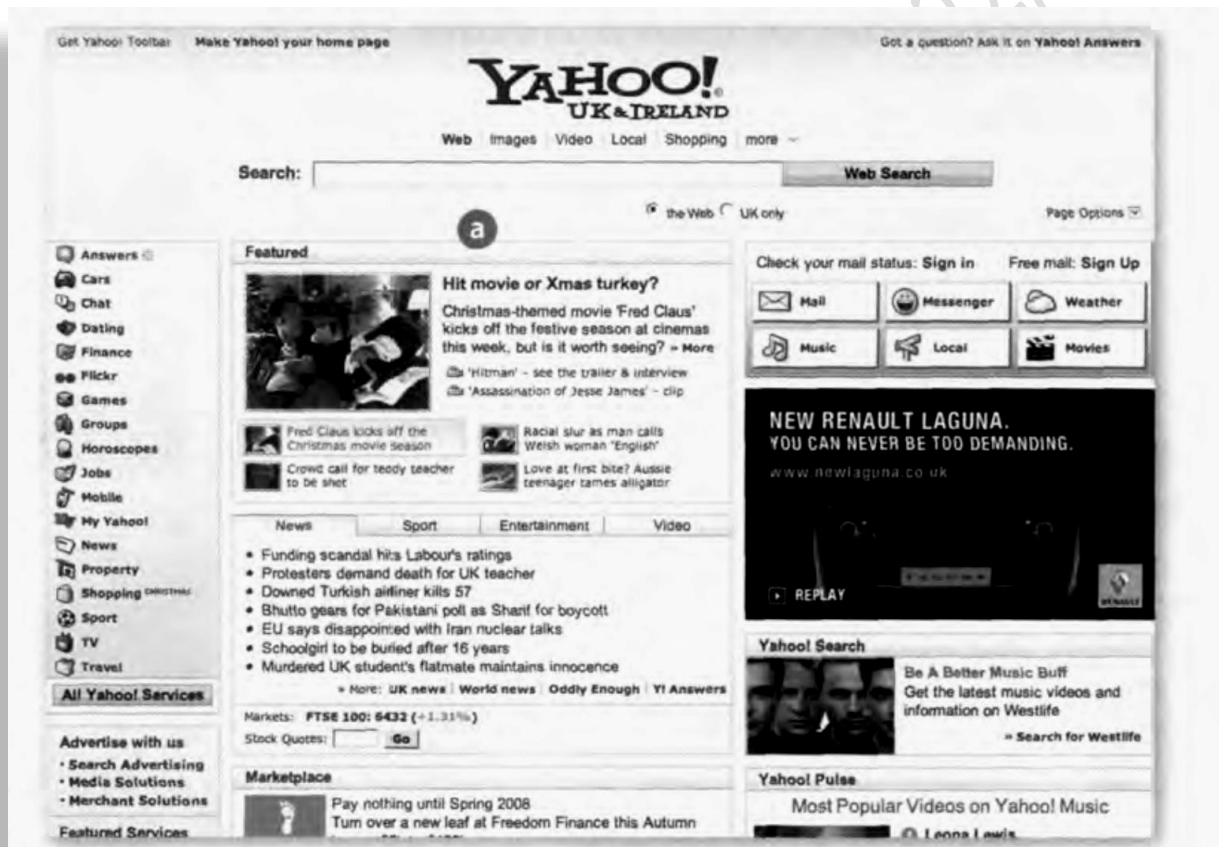 Get Yahoo! Toolbar
Make Yahoo! your home page
Got a question? Ask it on Yahoo! Answers
YAHOO!
UK & IRELAND
Web Images Video Local Shopping more
Search:
Web Search
the Web UK only
Page Options
a
Answers
Cars
Chat
Dating
Finance
Flickr
Games
Groups
Horoscopes
Jobs
Mobile
My Yahoo!
News
Property
Shopping CHRISTMAS
Sport
TV
Travel
All Yahoo! Services
Advertise with us
• Search Advertising
• Media Solutions
• Merchant Solutions
Featured Services
Featured
Hit movie or Xmas turkey?
Christmas-themed movie 'Fred Claus'
kicks off the festive season at cinemas
this week, but is it worth seeing? » More
'Hitman' - see the trailer & interview
'Assassination of Jesse James' - clip
Fred Claus kicks off the
Christmas movie season
Racial slur as man calls
Welsh woman "English"
Crowd call for teddy teacher
to be shot
Love at first bite? Aussie
teenager tames alligator
News Sport Entertainment Video
• Funding scandal hits Labour's ratings
• Protesters demand death for UK teacher
• Downed Turkish airliner kills 57
• Bhutto gears for Pakistani poll as Sharif for boycott
• EU says disappointed with Iran nuclear talks
• Schoolgirl to be buried after 16 years
• Murdered UK student's flatmate maintains innocence
» More: UK news | World news | Oddly Enough | Y! Answers
Markets: FTSE 100: 6432 (+1.31%)
Stock Quotes: Go
Marketplace
Pay nothing until Spring 2008
Turn over a new leaf at Freedom Finance this Autumn
Check your mail status: Sign in
Free mail: Sign Up
Mail Messenger Weather
Music Local Movies
NEW RENAULT LAGUNA.
YOU CAN NEVER BE TOO DEMANDING.
www.newlaguna.co.uk
REPLAY
RENAULT
Yahoo! Search
Be A Better Music Buff
Get the latest music videos and
information on Westlife
» Search for Westlife
Yahoo! Pulse
Most Popular Videos on Yahoo! Music
Leona Lewis